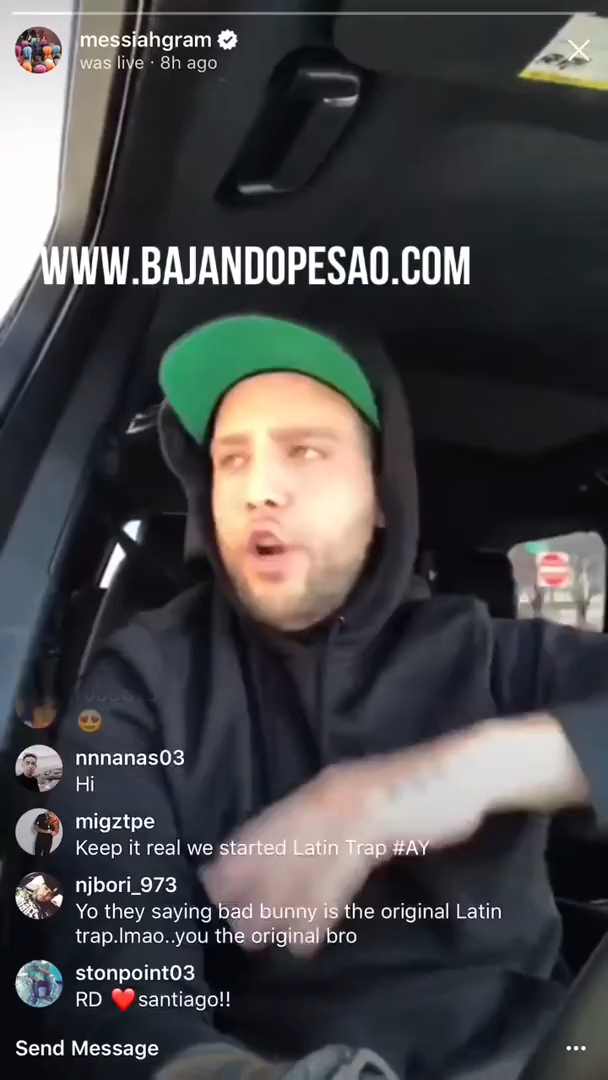 messiahgram
was live · 8h ago
WWW.BAJANDOPESAO.COM
nnnanas03
Hi
migztpe
Keep it real we started Latin Trap #AY
njbori_973
Yo they saying bad bunny is the original Latin
trap.lmao..you the original bro
stonpoint03
RD ❤️santiago!!
Send Message